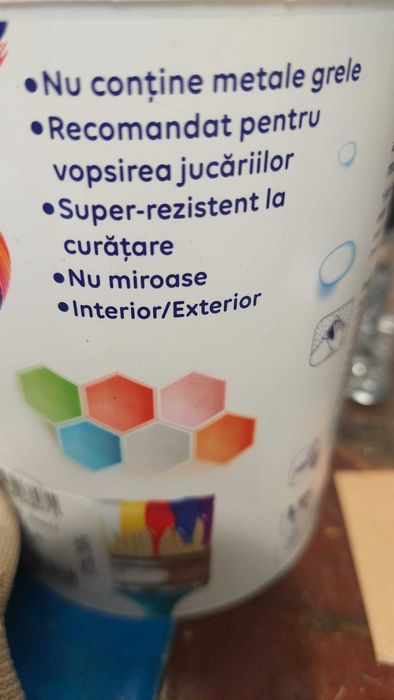 •Nu conține metale grele
•Recomandat pentru
vopsirea jucăriilor
•Super-rezistent la
curățare
•Nu miroase
•Interior/Exterior